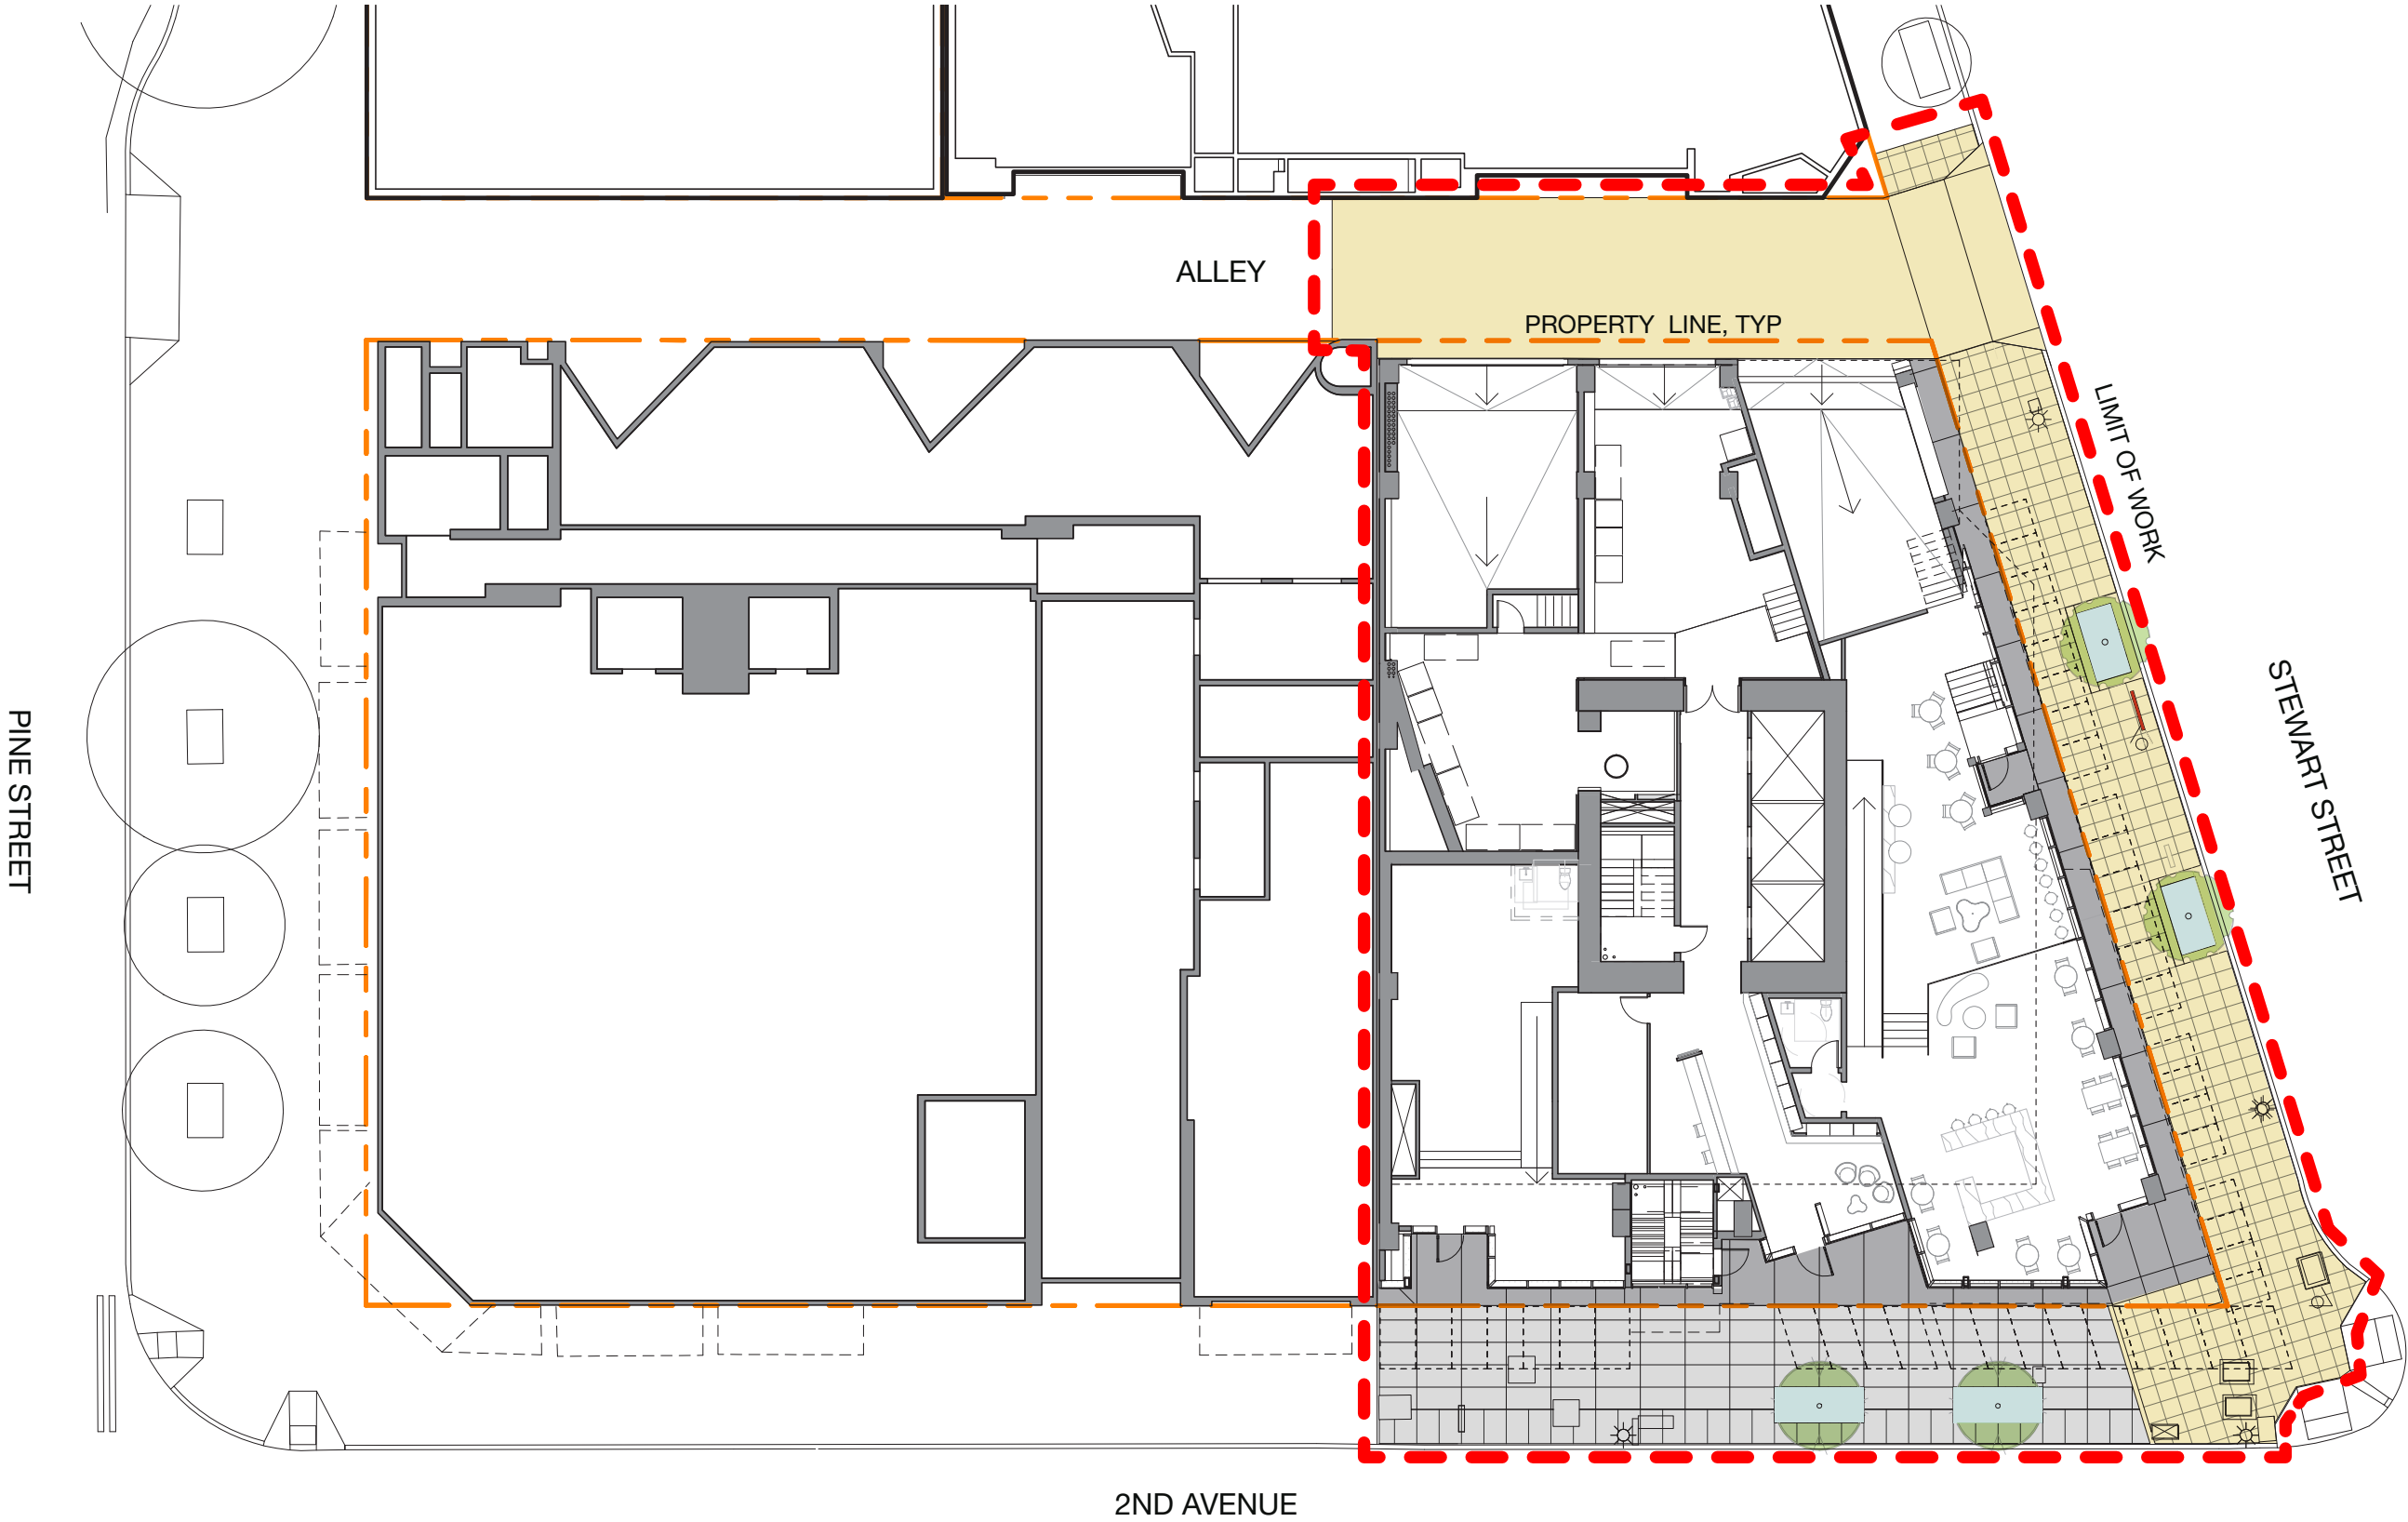 ALLEY
PROPERTY LINE, TYP
LIMIT OF WORK
STEWART STREET
PINE STREET
2ND AVENUE